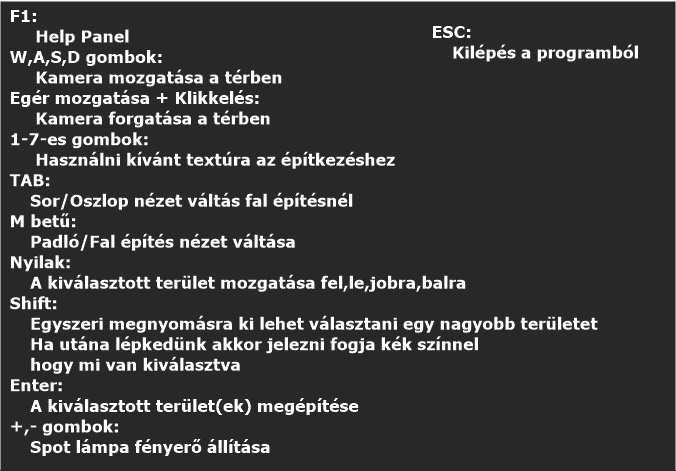 F1:
Help Panel
W,A,S,D gombok:
Kamera mozgatása a térben
Egér mozgatása + Klikkelés:
Kamera forgatása a térben
1-7-es gombok:
Használni kívánt textúra az építkezéshez
TAB:
Sor/Oszlop nézet váltás fal építésnél
M betű:
Padló/Fal építés nézet váltása
Nyilak:
A kiválasztott terület mozgatása fel,le,jobra,balra
Shift:
Egyszeri megnyomásra ki lehet választani egy nagyobb területet
Ha utána lépkedünk akkor jelezni fogja kék színnel
hogy mi van kiválasztva
Enter:
A kiválasztott terület(ek) megépítése
+,- gombok:
Spot lámpa fényerő állítása
ESC:
Kilépés a programból